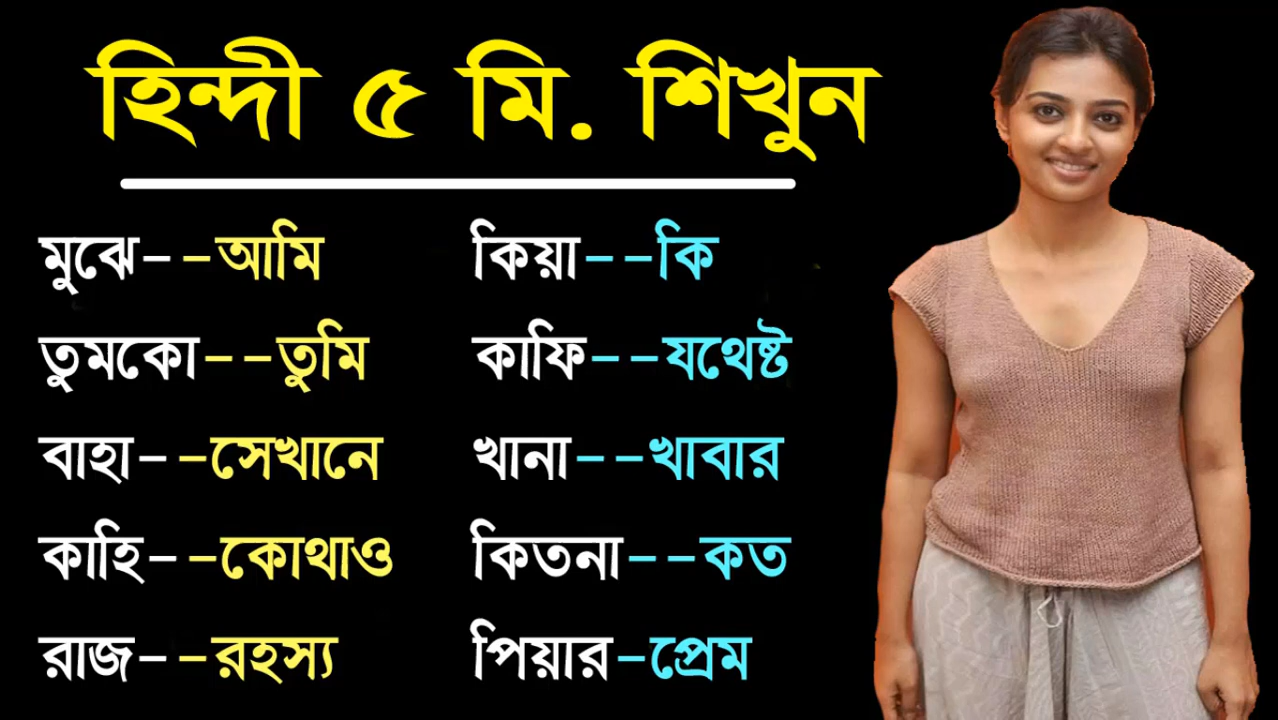 হিন্দী ৫ মি. শিখুন
মুঝে--আমি
তুমকো--তুমি
বাহা--সেখানে
কাহি--কোথাও
রাজ--রহস্য
কিয়া--কি
কাফি--যথেষ্ট
খানা--খাবার
কিতনা--কত
পিয়ার-প্রেম